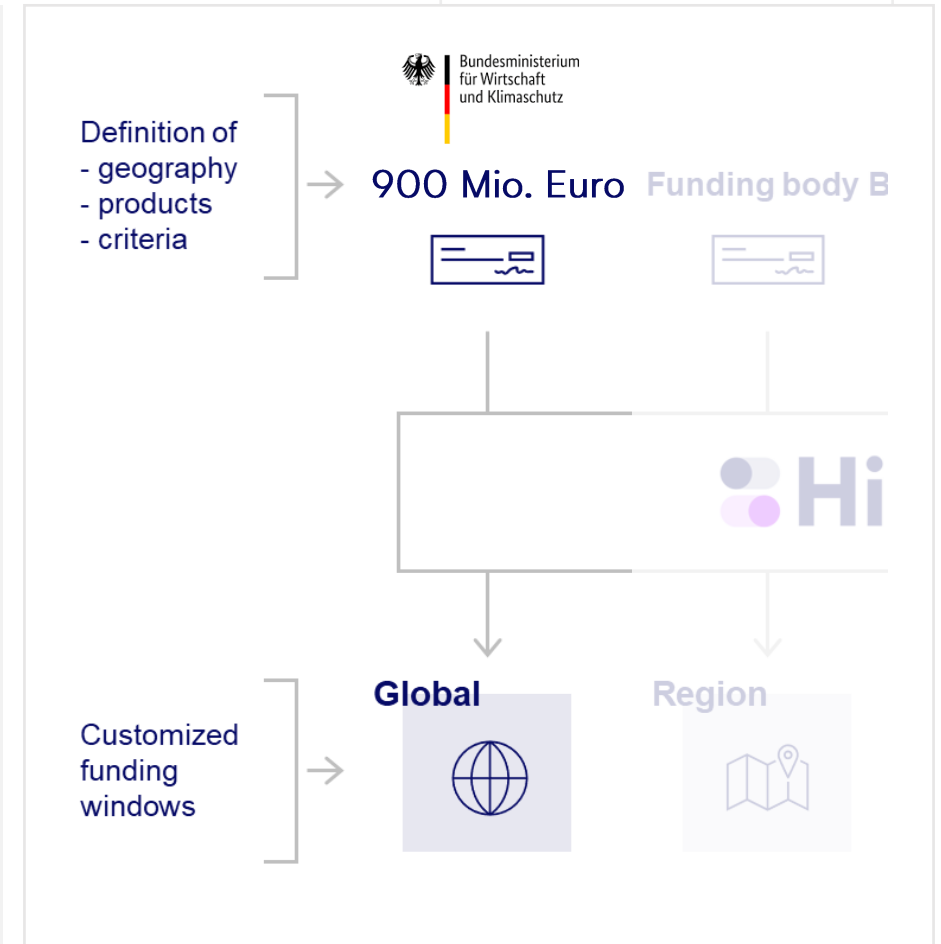 Bundesministerium
für Wirtschaft
und Klimaschutz
Definition of
- geography
- products
- criteria
900 Mio. Euro
Funding body B
Hi
Global
Region
Customized
funding
windows